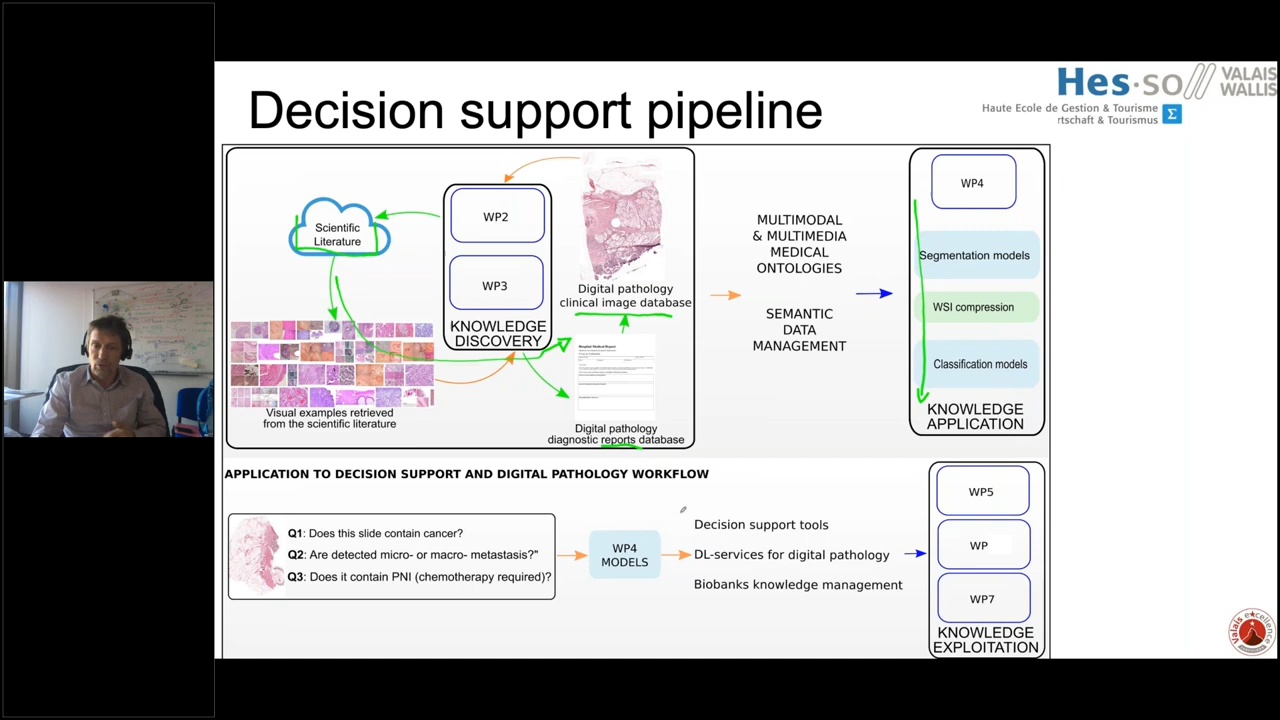 Decision support pipeline
Hes·so
VALAIS
WALLIS
Haute Ecole de Gestion & Tourisme
rtschaft & Tourismus
Σ
Scientific
Literature
WP2
WP3
KNOWLEDGE
DISCOVERY
Digital pathology
clinical image database
Hospital Medical Report
Digital pathology
diagnostic reports database
Visual examples retrieved
from the scientific literature
MULTIMODAL
& MULTIMEDIA
MEDICAL
ONTOLOGIES
SEMANTIC
DATA
MANAGEMENT
WP4
Segmentation models
WSI compression
Classification models
KNOWLEDGE
APPLICATION
APPLICATION TO DECISION SUPPORT AND DIGITAL PATHOLOGY WORKFLOW
Q1: Does this slide contain cancer?
Q2: Are detected micro- or macro- metastasis?"
Q3: Does it contain PNI (chemotherapy required)?
WP4
MODELS
Decision support tools
DL-services for digital pathology
Biobanks knowledge management
WP5
WP
WP7
KNOWLEDGE
EXPLOITATION
Valais excellence